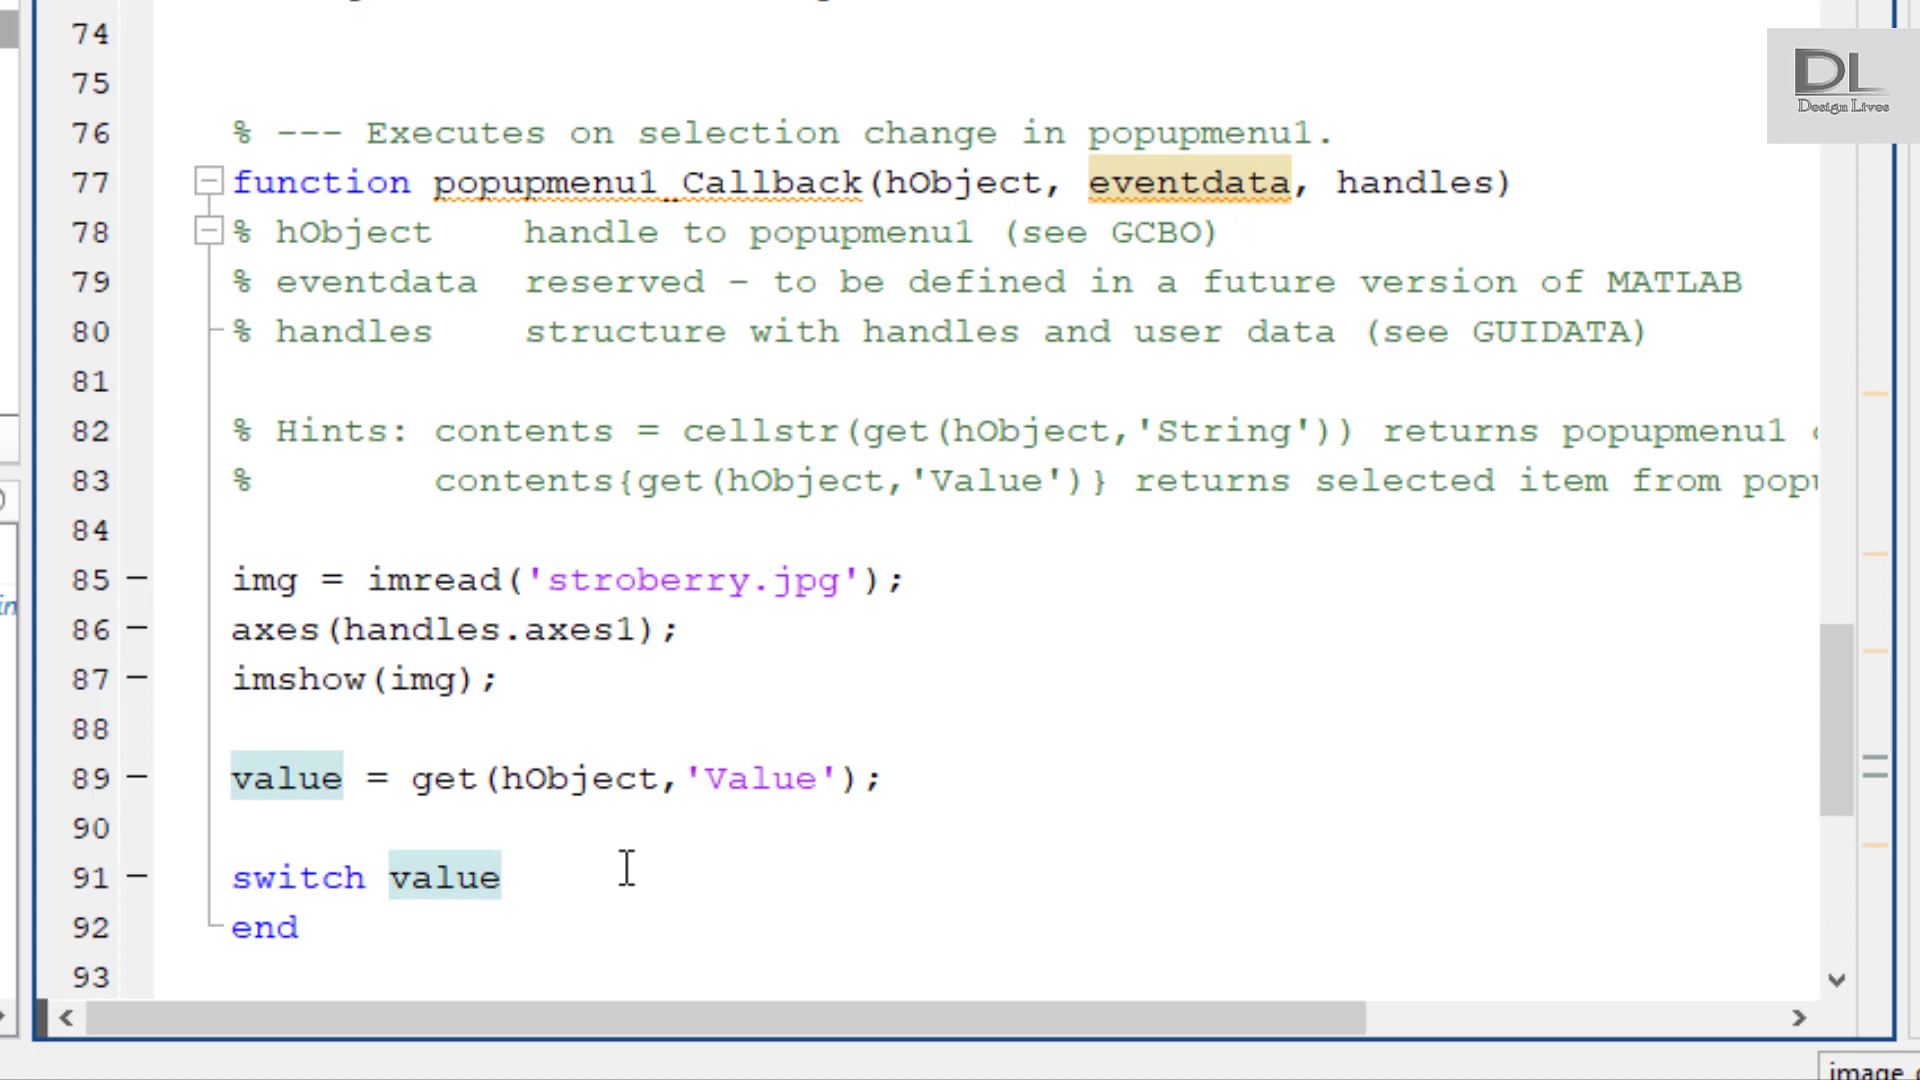 74
75
76 % --- Executes on selection change in popupmenu1.
77 function popupmenu1_Callback(hObject, eventdata, handles)
78 % hObject    handle to popupmenu1 (see GCBO)
79 % eventdata  reserved - to be defined in a future version of MATLAB
80 % handles    structure with handles and user data (see GUIDATA)
81
82 % Hints: contents = cellstr(get(hObject,'String')) returns popupmenu1
83 %        contents{get(hObject,'Value')} returns selected item from
84
85 img = imread('stroberry.jpg');
86 axes(handles.axes1);
87 imshow(img);
88
89 value = get(hObject,'Value');
90
91 switch value
92 end
93
DL
Design Lives